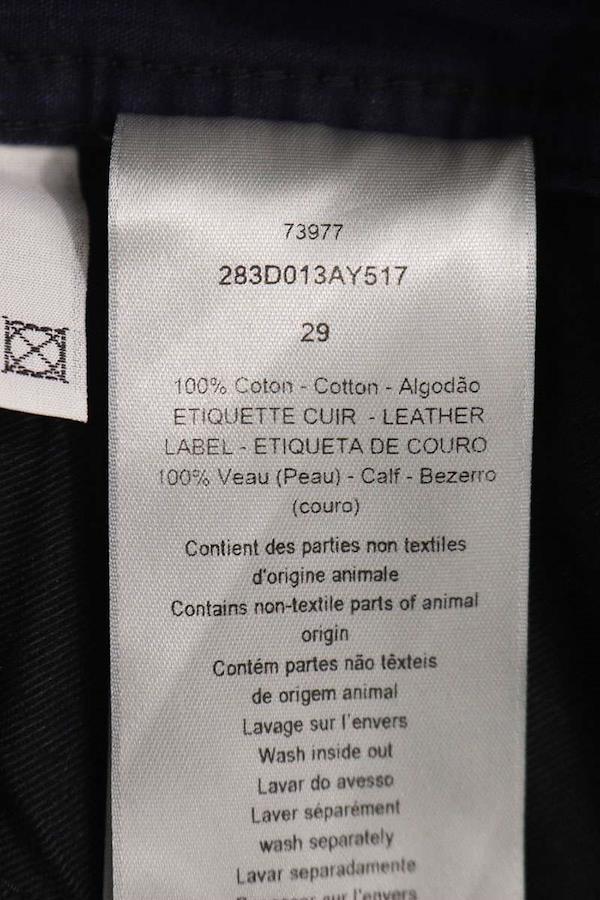 73977
283D013AY517
29
100% Coton - Cotton - Algodão
ETIQUETTE CUIR - LEATHER
LABEL - ETIQUETA DE COURO
100% Veau (Peau) - Calf - Bezerro
(couro)
Contient des parties non textiles
d'origine animale
Contains non-textile parts of animal
origin
Contém partes não têxteis
de origem animal
Lavage sur l'envers
Wash inside out
Lavar do avesso
Laver séparément
wash separately
Lavar separadamente
sur l'envers